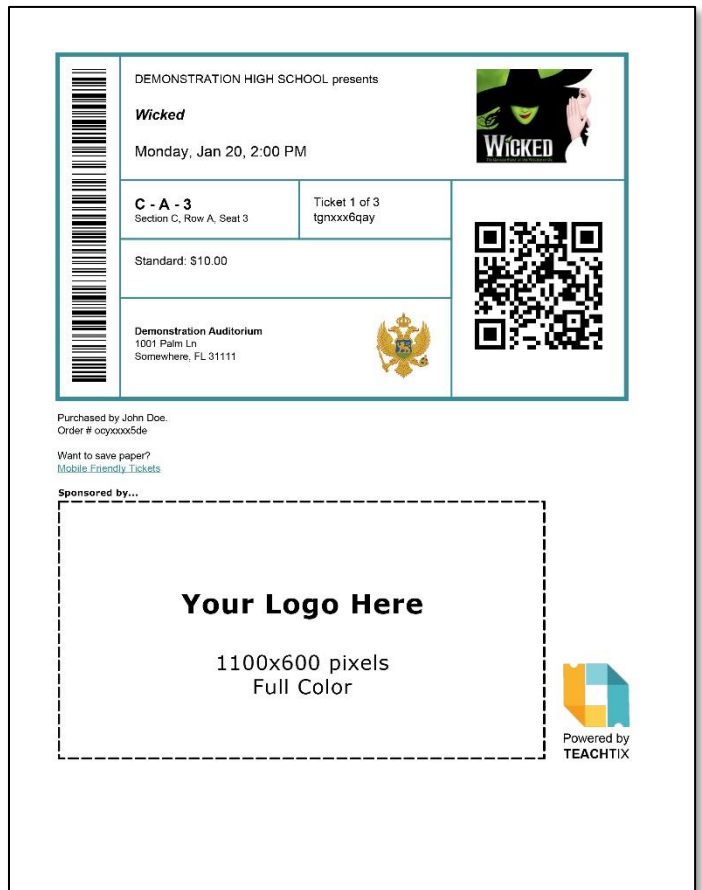 DEMONSTRATION HIGH SCHOOL presents
Wicked
Monday, Jan 20, 2:00 PM
WICKED
C - A - 3
Section C, Row A, Seat 3
Ticket 1 of 3
tgnxxx6qay
Standard: $10.00
Demonstration Auditorium
1001 Palm Ln
Somewhere, FL 31111
Purchased by John Doe.
Order # ocyxxxx5de
Want to save paper?
Mobile Friendly Tickets
Sponsored by...
Your Logo Here
1100x600 pixels
Full Color
Powered by
TEACHTIX